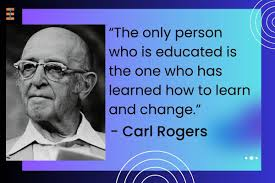 “The only person
who is educated is
the one who has
learned how to learn
and change.”
- Carl Rogers